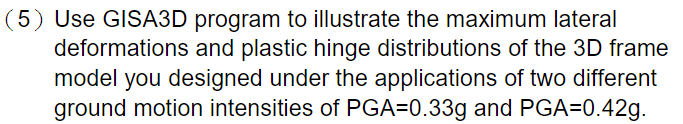 （5）Use GISA3D program to illustrate the maximum lateral
deformations and plastic hinge distributions of the 3D frame
model you designed under the applications of two different
ground motion intensities of PGA=0.33g and PGA=0.42g.